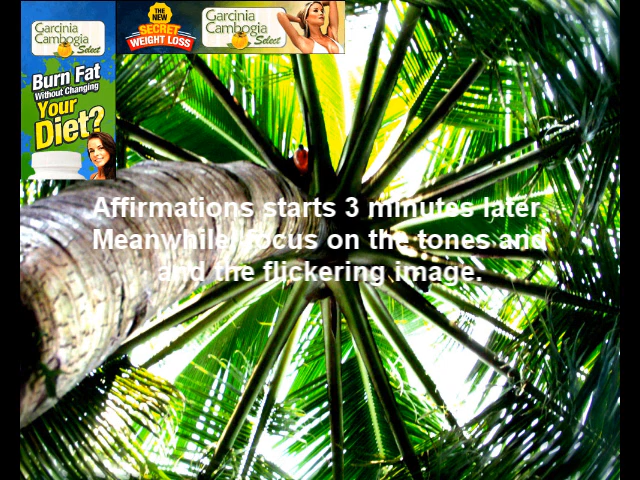 Garcinia
Cambogia
Select
Burn Fat
Without Changing
Your
Diet?
THE
NEW
SECRET
WEIGHT LOSS
Garcinia
Cambogia
Select
Affirmations starts 3 minutes later
Meanwhile, focus on the tones and
and the flickering image.